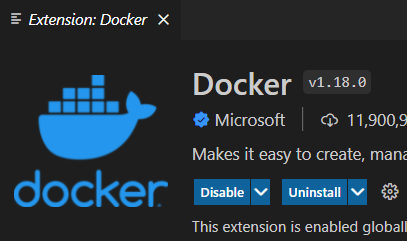 Extension: Docker
Docker v1.18.0
Microsoft 11,900,9
Makes it easy to create, mana
docker.
Disable Uninstall
This extension is enabled globall